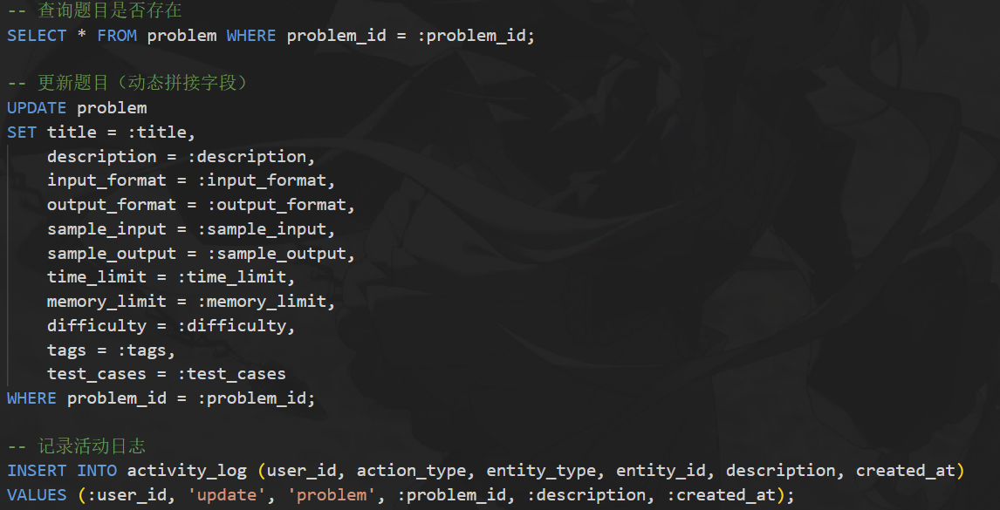 -- 查询题目是否存在
SELECT * FROM problem WHERE problem_id = :problem_id;
-- 更新题目（动态拼接字段）
UPDATE problem
SET title = :title,
description = :description,
input_format = :input_format,
output_format = :output_format,
sample_input = :sample_input,
sample_output = :sample_output,
time_limit = :time_limit,
memory_limit = :memory_limit,
difficulty = :difficulty,
tags = :tags,
test_cases = :test_cases
WHERE problem_id = :problem_id;
-- 记录活动日志
INSERT INTO activity_log (user_id, action_type, entity_type, entity_id, description, created_at)
VALUES (:user_id, 'update', 'problem', :problem_id, :description, :created_at);